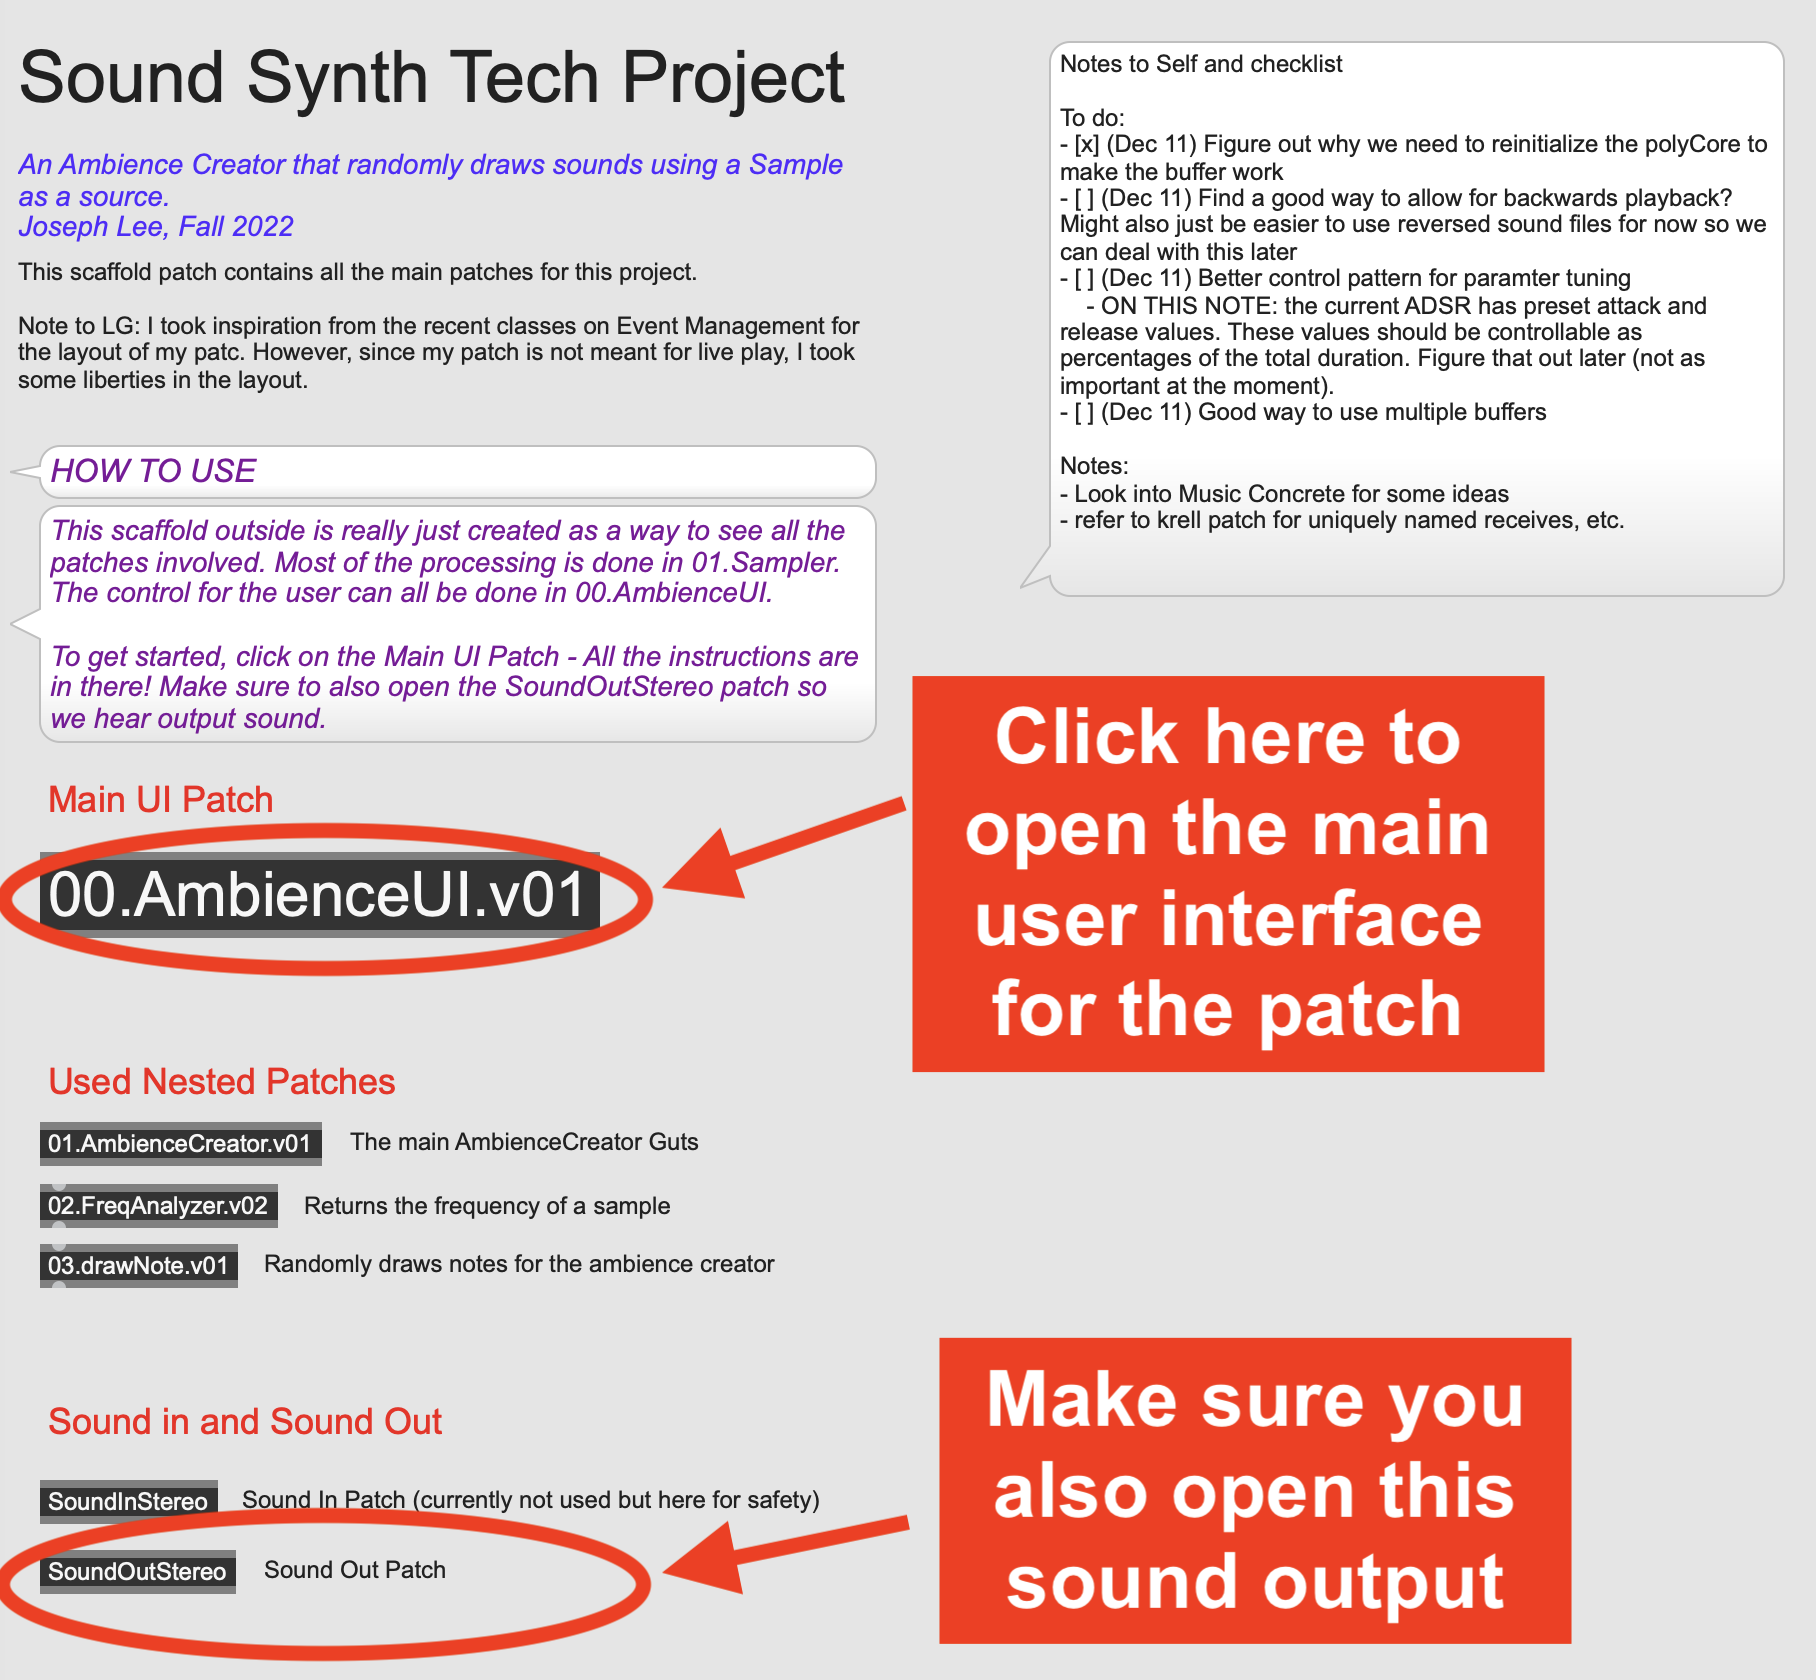 Sound Synth Tech Project
An Ambience Creator that randomly draws sounds using a Sample
as a source.
Joseph Lee, Fall 2022
This scaffold patch contains all the main patches for this project.
Note to LG: I took inspiration from the recent classes on Event Management for
the layout of my patc. However, since my patch is not meant for live play, I took
some liberties in the layout.
HOW TO USE
This scaffold outside is really just created as a way to see all the
patches involved. Most of the processing is done in 01.Sampler.
The control for the user can all be done in 00.AmbienceUI.
To get started, click on the Main UI Patch - All the instructions are
in there! Make sure to also open the SoundOutStereo patch so
we hear output sound.
Notes to Self and checklist
To do:
- [x] (Dec 11) Figure out why we need to reinitialize the polyCore to
make the buffer work
- [ ] (Dec 11) Find a good way to allow for backwards playback?
Might also just be easier to use reversed sound files for now so we
can deal with this later
- [ ] (Dec 11) Better control pattern for paramter tuning
- ON THIS NOTE: the current ADSR has preset attack and
release values. These values should be controllable as
percentages of the total duration. Figure that out later (not as
important at the moment).
- [ ] (Dec 11) Good way to use multiple buffers
Notes:
- Look into Music Concrete for some ideas
- refer to krell patch for uniquely named receives, etc.
Main UI Patch
00.AmbienceUI.v01
Click here to
open the main
user interface
for the patch
Used Nested Patches
01.AmbienceCreator.v01 The main AmbienceCreator Guts
02.FreqAnalyzer.v02 Returns the frequency of a sample
03.drawNote.v01 Randomly draws notes for the ambience creator
Sound in and Sound Out
SoundInStereo Sound In Patch (currently not used but here for safety)
SoundOutStereo Sound Out Patch
Make sure you
also open this
sound output